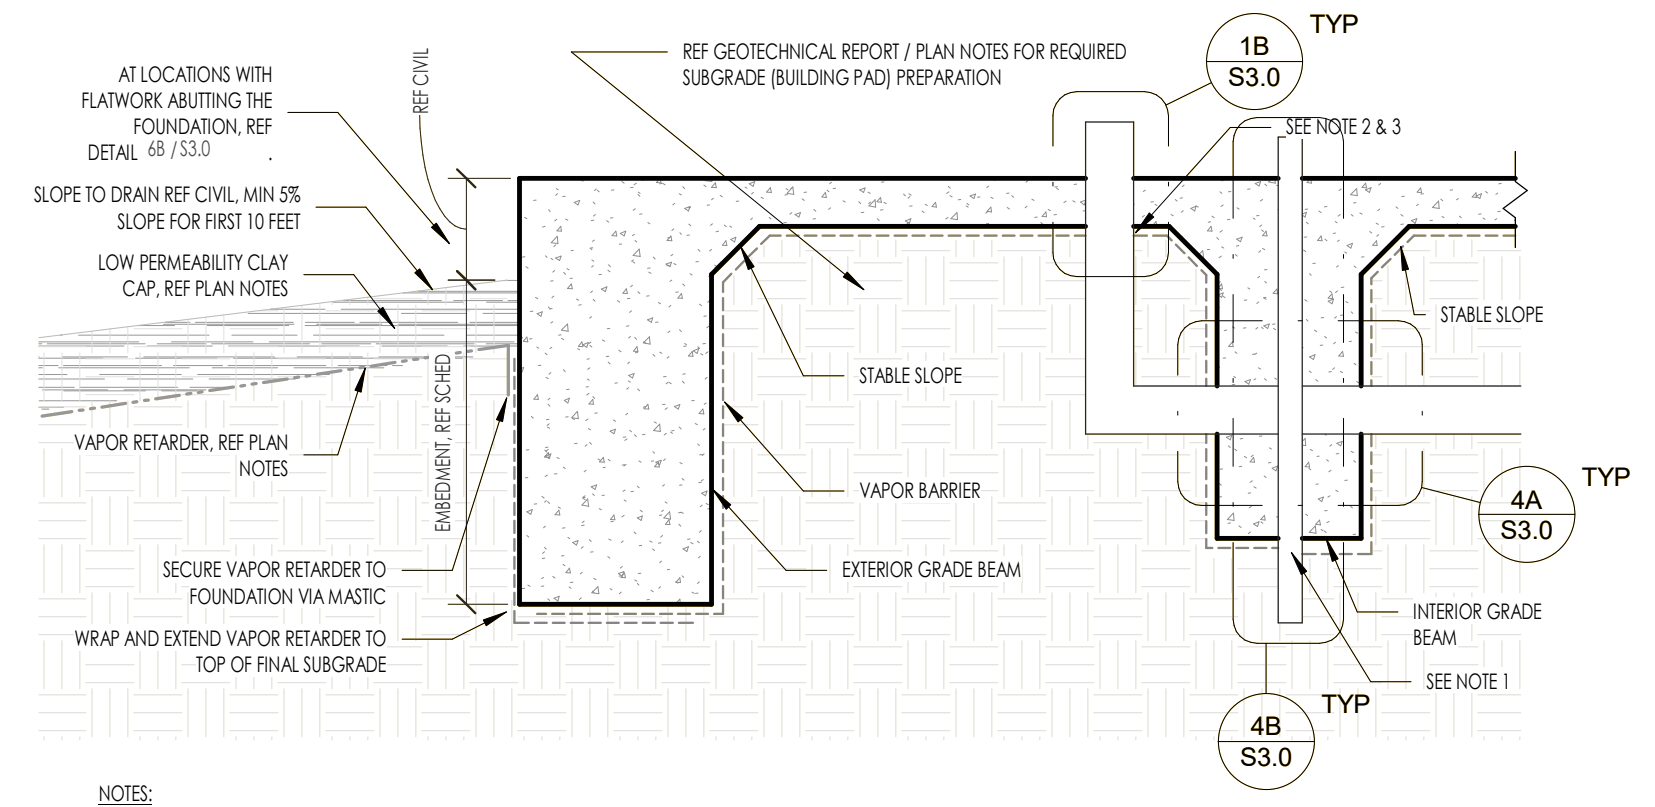 TYP
1B
S3.0
REF CIVIL
REF GEOTECHNICAL REPORT / PLAN NOTES FOR REQUIRED
SUBGRADE (BUILDING PAD) PREPARATION
AT LOCATIONS WITH
FLATWORK ABUTTING THE
FOUNDATION, REF
DETAIL 6B / S3.0 .
SEE NOTE 2 & 3
SLOPE TO DRAIN REF CIVIL, MIN 5%
SLOPE FOR FIRST 10 FEET
LOW PERMEABILITY CLAY
CAP, REF PLAN NOTES
STABLE SLOPE
STABLE SLOPE
EMBEDMENT, REF SCHED
VAPOR RETARDER, REF PLAN
NOTES
VAPOR BARRIER
TYP
4A
S3.0
SECURE VAPOR RETARDER TO
FOUNDATION VIA MASTIC
EXTERIOR GRADE BEAM
WRAP AND EXTEND VAPOR RETARDER TO
TOP OF FINAL SUBGRADE
INTERIOR GRADE
BEAM
SEE NOTE 1
TYP
4B
S3.0
NOTES: